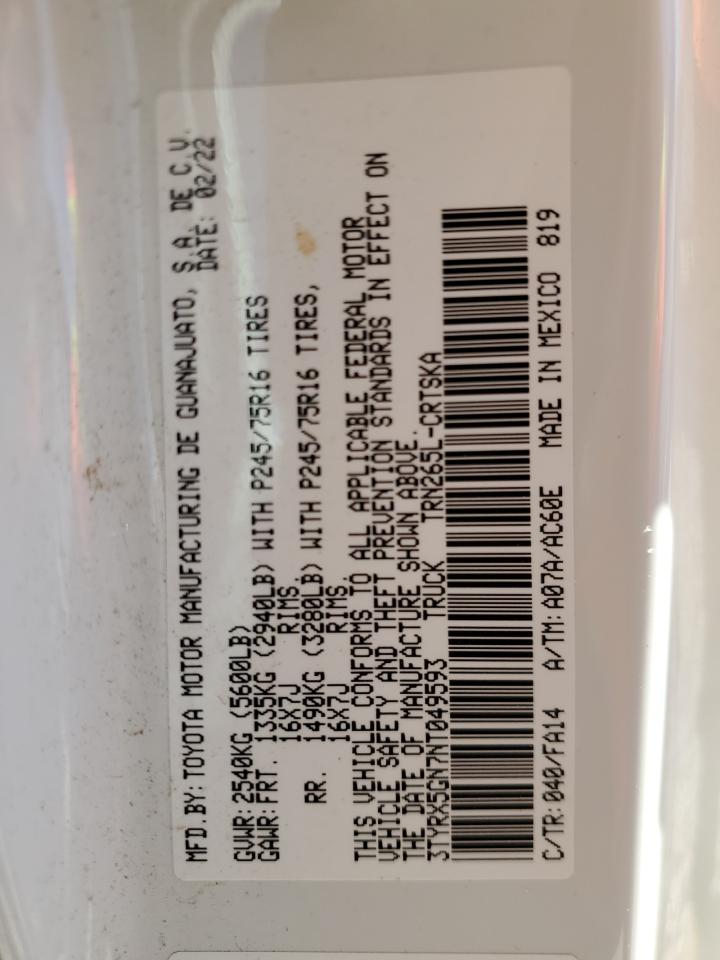 MFD.BY: TOYOTA MOTOR MANUFACTURING DE GUANAJUATO, S.A. DE C.V.
DATE: 02/22
GVWR: 2540KG (5600LB)
GAWR: FRT. 1335KG (2940LB) WITH P245/75R16 TIRES
16X7J RIMS.
RR. 1490KG (3280LB) WITH P245/75R16 TIRES,
16X7J RIMS.
THIS VEHICLE CONFORMS TO ALL APPLICABLE FEDERAL MOTOR
VEHICLE SAFETY AND THEFT PREVENTION STANDARDS IN EFFECT ON
THE DATE OF MANUFACTURE SHOWN ABOVE.
3TYRX5GN7NT049593 TRUCK TRN265L-CRTSKA
C/TR: 040/FA14 A/TM: A07A/AC60E MADE IN MEXICO 819